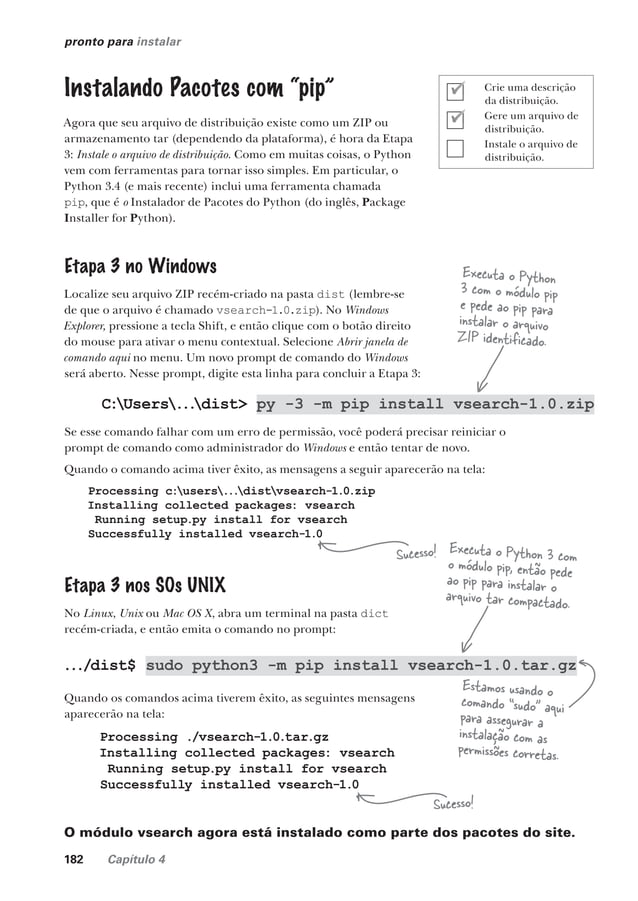 pronto para instalar
Instalando Pacotes com “pip”
Agora que seu arquivo de distribuição existe como um ZIP ou
armazenamento tar (dependendo da plataforma), é hora da Etapa
3: Instale o arquivo de distribuição. Como em muitas coisas, o Python
vem com ferramentas para tornar isso simples. Em particular, o
Python 3.4 (e mais recente) inclui uma ferramenta chamada
pip, que é o Instalador de Pacotes do Python (do inglês, Package
Installer for Python).
Crie uma descrição
da distribuição.
Gere um arquivo de
distribuição.
Instale o arquivo de
distribuição.
Etapa 3 no Windows
Localize seu arquivo ZIP recém-criado na pasta dist (lembre-se
de que o arquivo é chamado vsearch-1.0.zip). No Windows
Explorer, pressione a tecla Shift, e então clique com o botão direito
do mouse para ativar o menu contextual. Selecione Abrir janela de
comando aqui no menu. Um novo prompt de comando do Windows
será aberto. Nesse prompt, digite esta linha para concluir a Etapa 3:
Executa o Python
3 com o módulo pip
e pede ao pip para
instalar o arquivo
ZIP identificado.
C:\Users\...\dist> py -3 -m pip install vsearch-1.0.zip
Se esse comando falhar com um erro de permissão, você poderá precisar reiniciar o
prompt de comando como administrador do Windows e então tentar de novo.
Quando o comando acima tiver êxito, as mensagens a seguir aparecerão na tela:
Processing c:\users\...\dist\vsearch-1.0.zip
Installing collected packages: vsearch
Running setup.py install for vsearch
Successfully installed vsearch-1.0
Sucesso!
Executa o Python 3 com
o módulo pip, então pede
ao pip para instalar o
arquivo tar compactado.
Etapa 3 nos SOs UNIX
No Linux, Unix ou Mac OS X, abra um terminal na pasta dict
recém-criada, e então emita o comando no prompt:
.../dist$ sudo python3 -m pip install vsearch-1.0.tar.gz
Quando os comandos acima tiverem êxito, as seguintes mensagens
aparecerão na tela:
Estamos usando o
comando “sudo” aqui
para assegurar a
instalação com as
permissões corretas.
Processing ./vsearch-1.0.tar.gz
Installing collected packages: vsearch
Running setup.py install for vsearch
Successfully installed vsearch-1.0
Sucesso!
O módulo vsearch agora está instalado como parte dos pacotes do site.
182 Capítulo 4